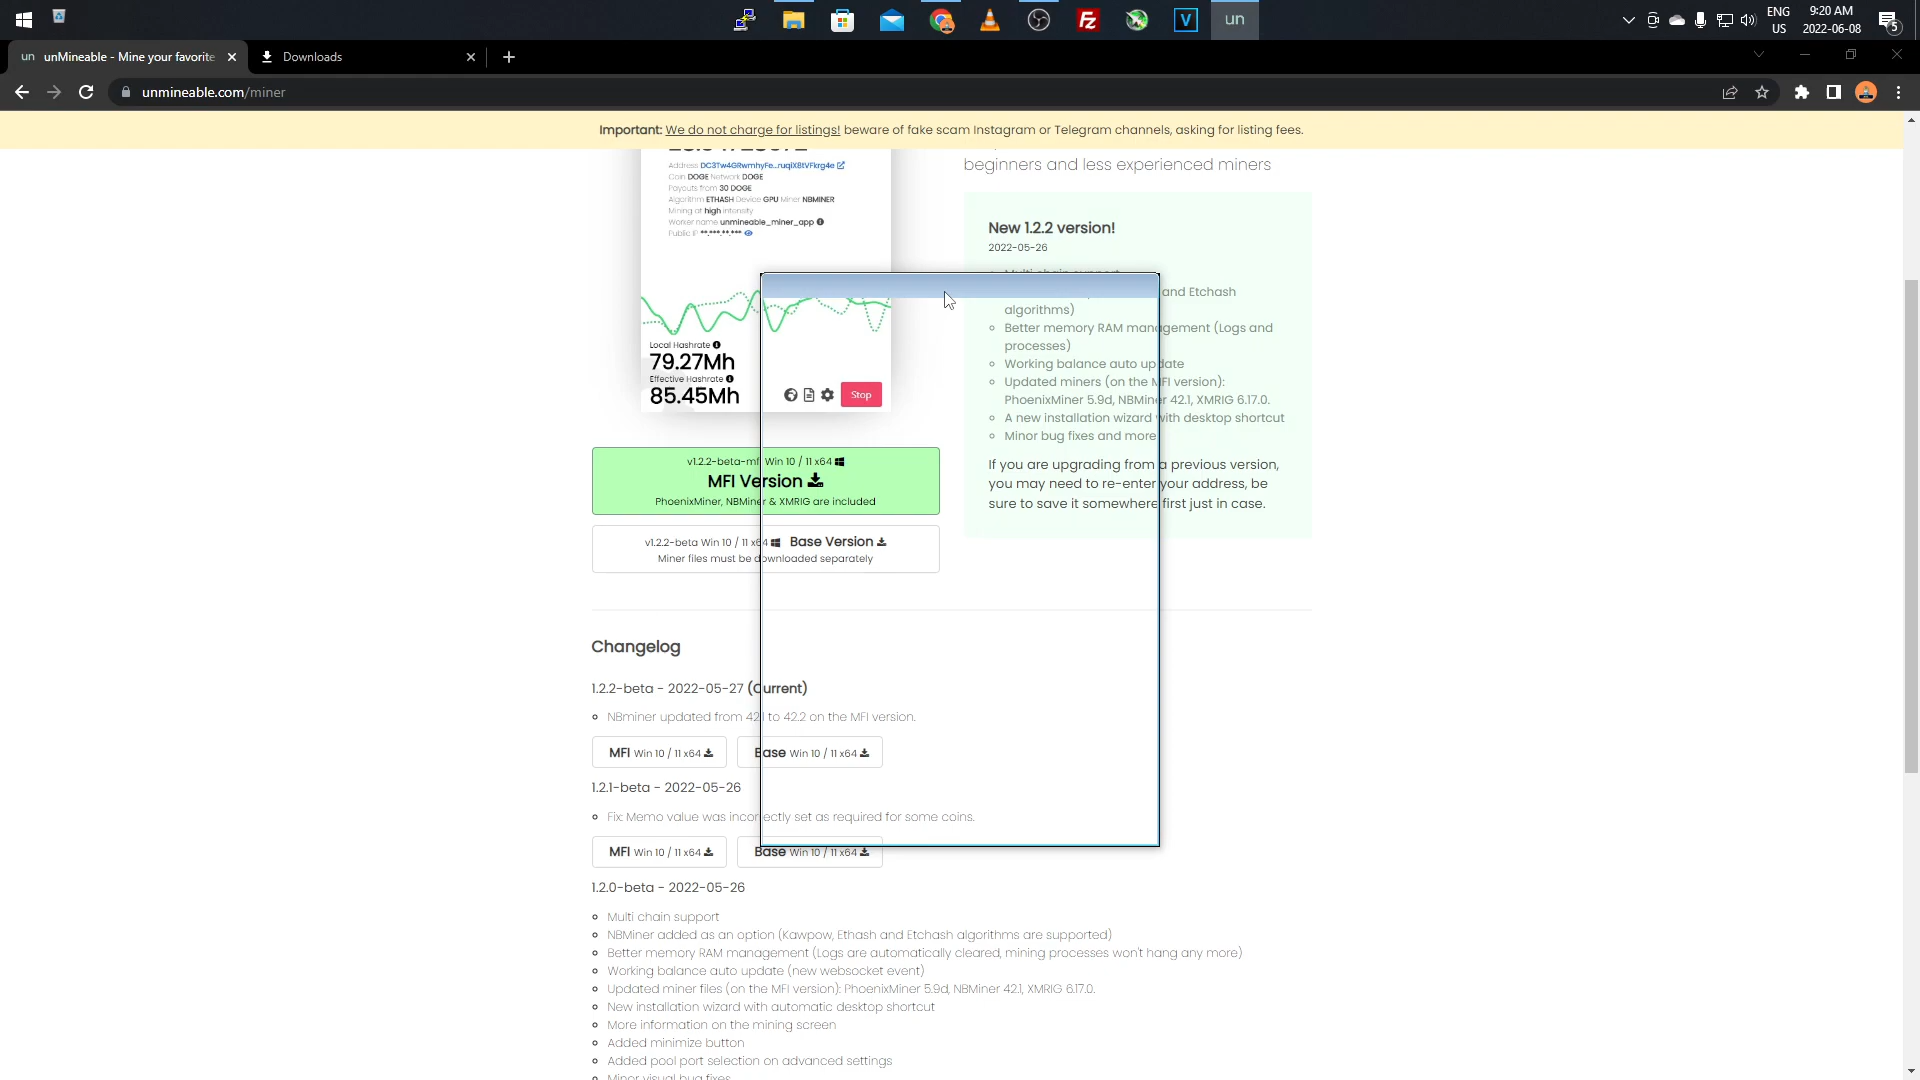 un
ENG
US
9:20 AM
2022-06-08
5
un unMineable - Mine your favorite
Downloads
unmineable.com/miner
Important: We do not charge for listings! beware of fake scam Instagram or Telegram channels, asking for listing fees.
Address DC3Tw4GRwmhyFe...ruqiX8tVFkrg4e
Coin DOGE Network DOGE
Payouts from 30 DOGE
Algorithm ETHASH Device GPU Miner NBMINER
Mining at high intensity
Worker name unmineable_miner_app
Public IP **.***.**.***
Local Hashrate
79.27Mh
Effective Hashrate
85.45Mh
Stop
beginners and less experienced miners
New 1.2.2 version!
2022-05-26
Multi chain support
and Etchash
algorithms)
Better memory RAM management (Logs and
processes)
Working balance auto update
Updated miners (on the MFI version):
PhoenixMiner 5.9d, NBMiner 42.1, XMRIG 6.17.0.
A new installation wizard with desktop shortcut
Minor bug fixes and more
If you are upgrading from a previous version,
you may need to re-enter your address, be
sure to save it somewhere first just in case.
v1.2.2-beta-mfi Win 10 / 11 x64
MFI Version
PhoenixMiner, NBMiner & XMRIG are included
v1.2.2-beta Win 10 / 11 x64 Base Version
Miner files must be downloaded separately
Changelog
1.2.2-beta - 2022-05-27 (Current)
NBminer updated from 42.1 to 42.2 on the MFI version.
MFI Win 10 / 11 x64
Base Win 10 / 11 x64
1.2.1-beta - 2022-05-26
Fix: Memo value was incorrectly set as required for some coins.
MFI Win 10 / 11 x64
Base Win 10 / 11 x64
1.2.0-beta - 2022-05-26
Multi chain support
NBMiner added as an option (Kawpow, Ethash and Etchash algorithms are supported)
Better memory RAM management (Logs are automatically cleared, mining processes won't hang any more)
Working balance auto update (new websocket event)
Updated miner files (on the MFI version): PhoenixMiner 5.9d, NBMiner 42.1, XMRIG 6.17.0.
New installation wizard with automatic desktop shortcut
More information on the mining screen
Added minimize button
Added pool port selection on advanced settings
Minor visual bug fixes